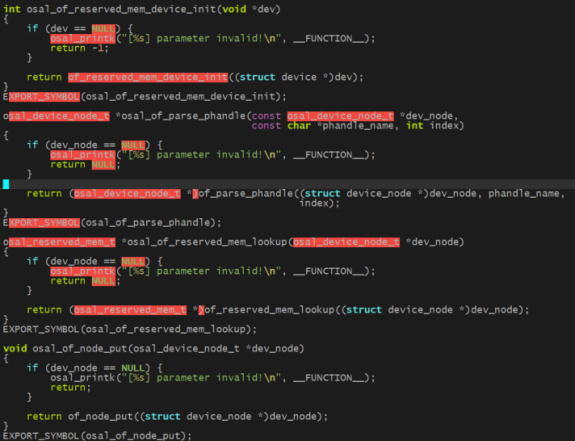 int osal_of_reserved_mem_device_init(void *dev)
{
    if (dev == NULL) {
        osal_printk("[%s] parameter invalid!\n", __FUNCTION__);
        return -1;
    }

    return of_reserved_mem_device_init((struct device *)dev);
}
EXPORT_SYMBOL(osal_of_reserved_mem_device_init);

osal_device_node_t *osal_of_parse_phandle(const osal_device_node_t *dev_node,
                                          const char *phandle_name, int index)
{
    if (dev_node == NULL) {
        osal_printk("[%s] parameter invalid!\n", __FUNCTION__);
        return NULL;
    }

    return (osal_device_node_t *)of_parse_phandle((struct device_node *)dev_node, phandle_name,
                                                  index);
}
EXPORT_SYMBOL(osal_of_parse_phandle);

osal_reserved_mem_t *osal_of_reserved_mem_lookup(osal_device_node_t *dev_node)
{
    if (dev_node == NULL) {
        osal_printk("[%s] parameter invalid!\n", __FUNCTION__);
        return NULL;
    }

    return (osal_reserved_mem_t *)of_reserved_mem_lookup((struct device_node *)dev_node);
}
EXPORT_SYMBOL(osal_of_reserved_mem_lookup);

void osal_of_node_put(osal_device_node_t *dev_node)
{
    if (dev_node == NULL) {
        osal_printk("[%s] parameter invalid!\n", __FUNCTION__);
        return;
    }

    return of_node_put((struct device_node *)dev_node);
}
EXPORT_SYMBOL(osal_of_node_put);